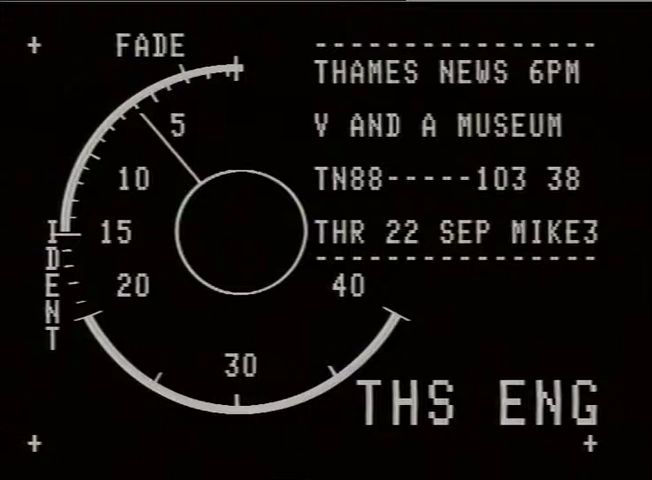 FADE
5
10
15
20
30
40
IDENT
THAMES NEWS 6PM
V AND A MUSEUM
TN88-----103 38
THR 22 SEP MIKE3
THS ENG